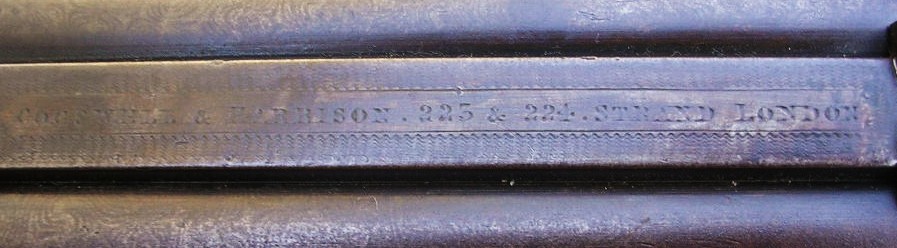 COGSWELL & HARRISON. 223 & 224. STRAND LONDON